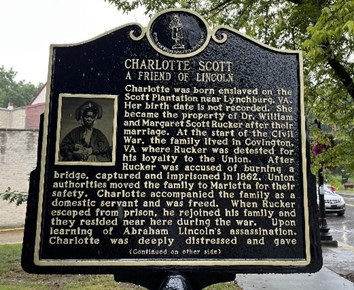 CHARLOTTE SCOTT
A FRIEND OF LINCOLN
Charlotte was born enslaved on the
Scott Plantation near Lynchburg, VA.
Her birth date is not recorded. She
became the property of Dr. William
and Margaret Scott Rucker after their
marriage. At the start of the Civil
War, the family lived in Covington,
VA where Rucker was detested for
his loyalty to the Union. After
Rucker was accused of burning a
bridge, captured and imprisoned in 1862, Union
authorities moved the family to Marietta for their
safety. Charlotte accompanied the family as a
domestic servant and was freed. When Rucker
escaped from prison, he rejoined his family and
they resided near here during the war. Upon
learning of Abraham Lincoln's assassination,
Charlotte was deeply distressed and gave
(Continued on other side)